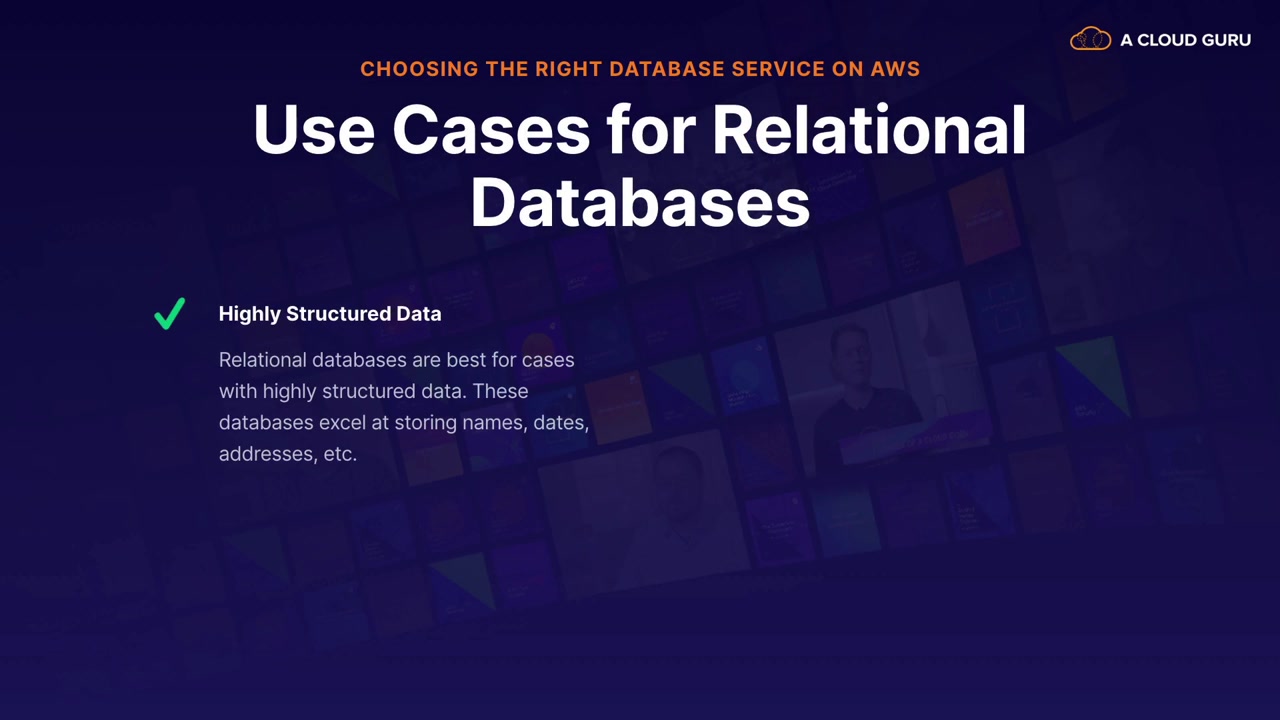 A CLOUD GURU
CHOOSING THE RIGHT DATABASE SERVICE ON AWS
Use Cases for Relational
Databases
Highly Structured Data
Relational databases are best for cases
with highly structured data. These
databases excel at storing names, dates,
addresses, etc.